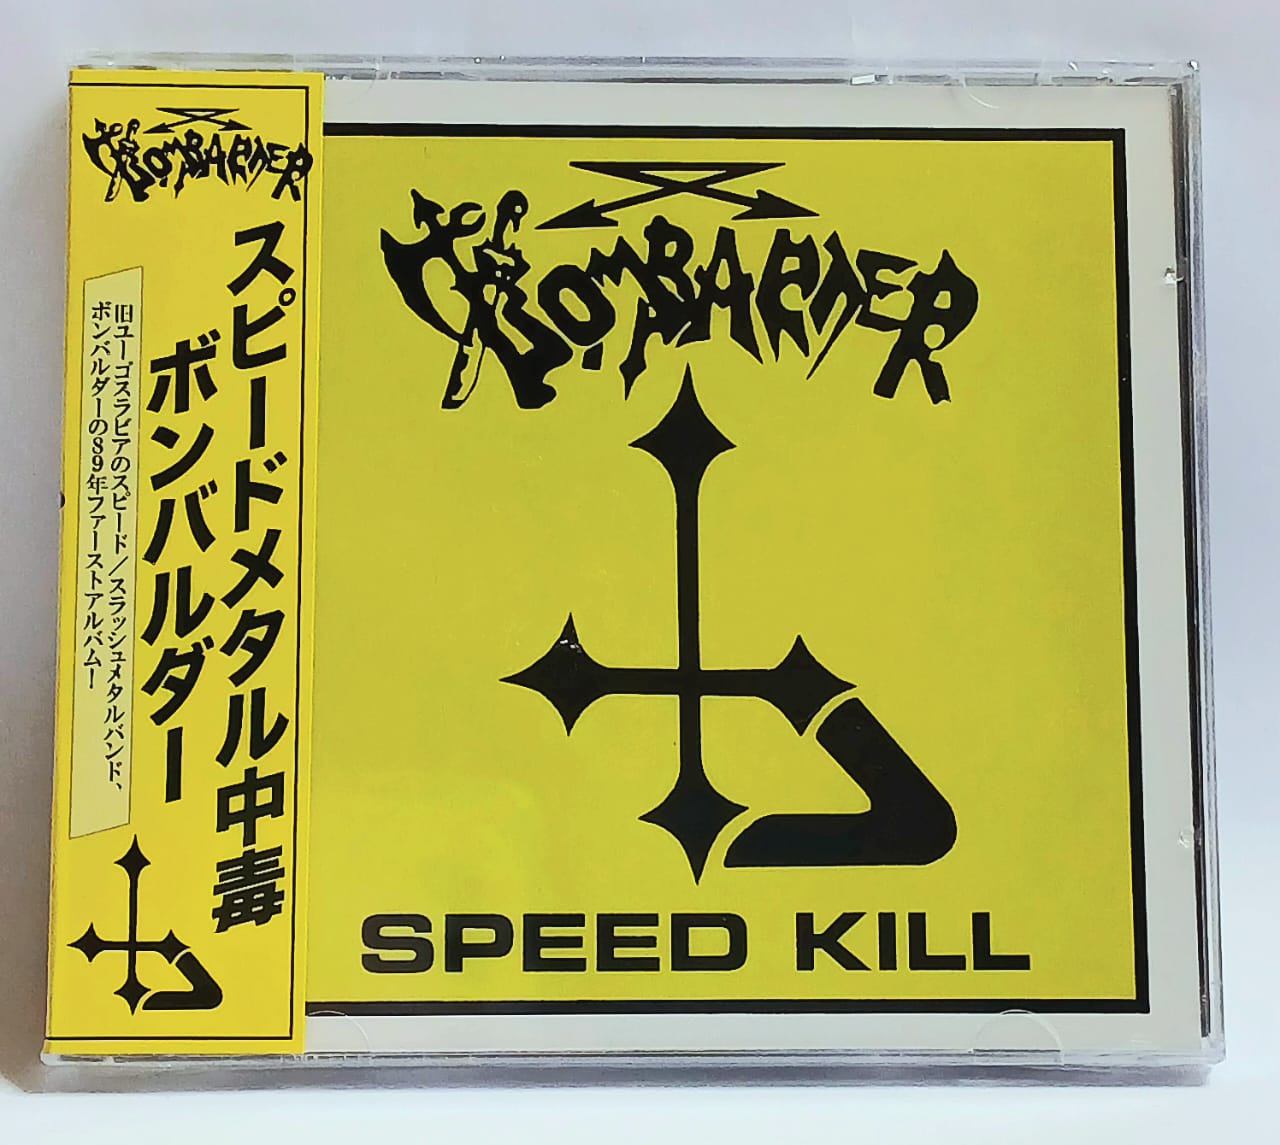 BOMBARDER
スピードメタル中毒
ボンバルダー
旧ユーゴスラビアのスピード/スラッシュメタルバンド、
ボンバルダーの89年ファーストアルバム!
BOMBARDER
SPEED KILL